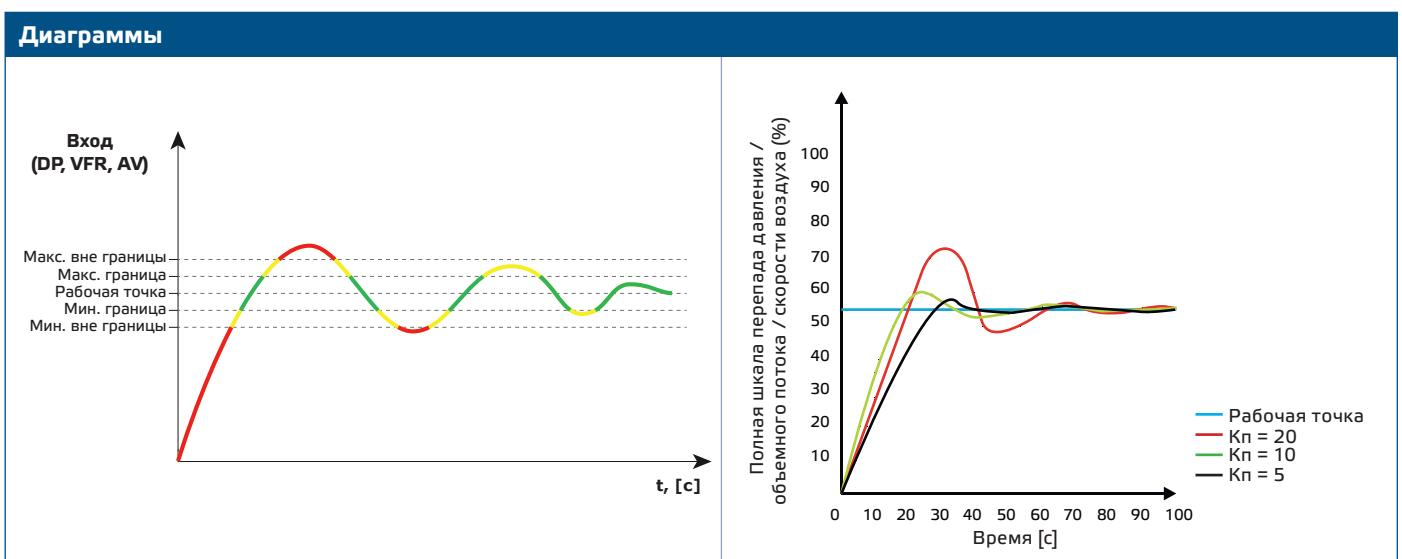 Диаграммы
Вход
(DP, VFR, AV)
Макс. вне границы
Макс. граница
Рабочая точка
Мин. граница
Мин. вне границы
t, [с]
Полная шкала перепада давления /
объемного потока / скорости воздуха (%)
100
90
80
70
60
50
40
30
20
10
0 10 20 30 40 50 60 70 80 90 100
Время [с]
Рабочая точка
Кп = 20
Кп = 10
Кп = 5